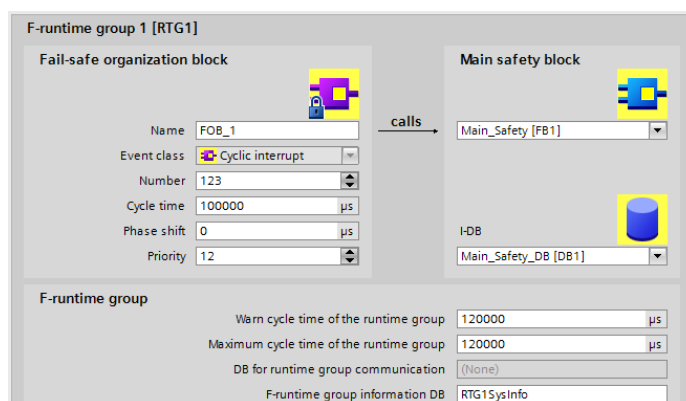 F-runtime group 1 [RTG1]
Fail-safe organization block
Main safety block
Name FOB_1
calls
Main_Safety [FB1]
Event class Cyclic interrupt
Number 123
Cycle time 100000 µs
Phase shift 0 µs
I-DB
Priority 12
Main_Safety_DB [DB1]
F-runtime group
Warn cycle time of the runtime group 120000 µs
Maximum cycle time of the runtime group 120000 µs
DB for runtime group communication (None)
F-runtime group information DB RTG1SysInfo